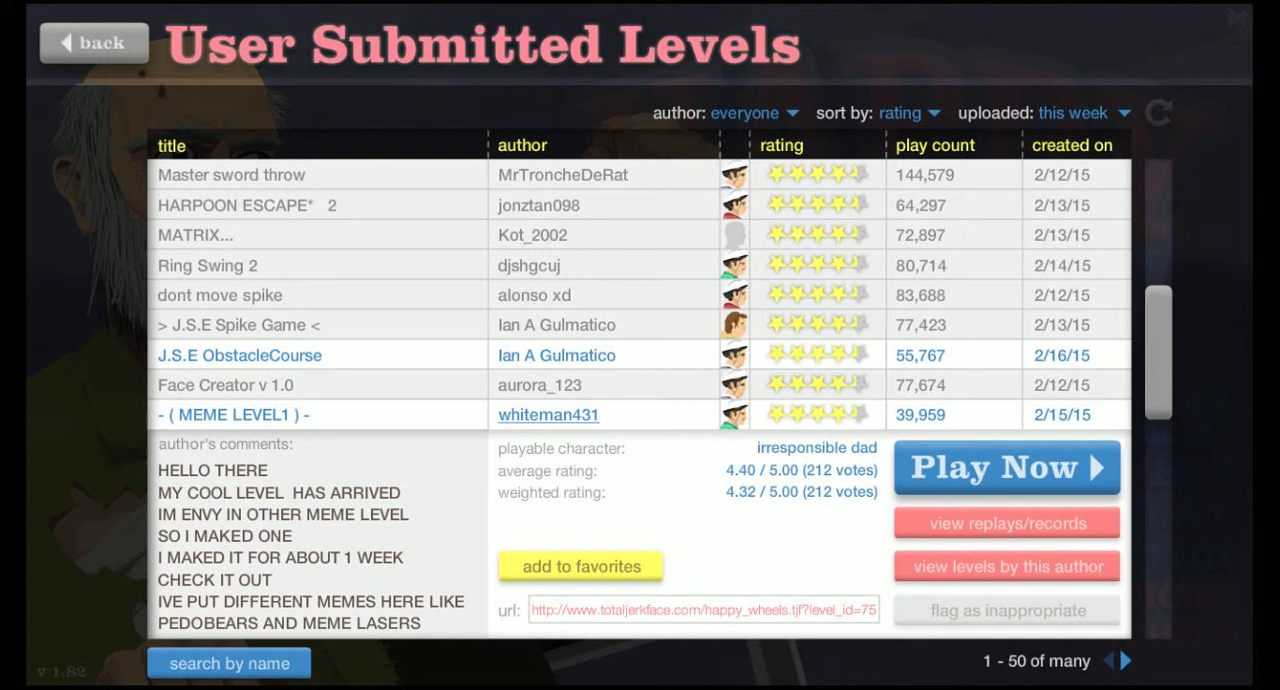 back
User Submitted Levels
author: everyone sort by: rating uploaded: this week
title author rating play count created on
Master sword throw MrTroncheDeRat 144,579 2/12/15
HARPOON ESCAPE* 2 jonztan098 64,297 2/13/15
MATRIX... Kot_2002 72,897 2/13/15
Ring Swing 2 djshgcuj 80,714 2/14/15
dont move spike alonso xd 83,688 2/12/15
> J.S.E Spike Game < Ian A Gulmatico 77,423 2/13/15
J.S.E ObstacleCourse Ian A Gulmatico 55,767 2/16/15
Face Creator v 1.0 aurora_123 77,674 2/12/15
- ( MEME LEVEL1 ) - whiteman431 39,959 2/15/15
author's comments:
HELLO THERE
MY COOL LEVEL HAS ARRIVED
IM ENVY IN OTHER MEME LEVEL
SO I MAKED ONE
I MAKED IT FOR ABOUT 1 WEEK
CHECK IT OUT
IVE PUT DIFFERENT MEMES HERE LIKE
PEDOBEARS AND MEME LASERS
playable character: irresponsible dad
average rating: 4.40 / 5.00 (212 votes)
weighted rating: 4.32 / 5.00 (212 votes)
add to favorites
url: http://www.totaljerkface.com/happy_wheels.tjf?level_id=75
Play Now
view replays/records
view levels by this author
flag as inappropriate
v 1.82
search by name
1 - 50 of many